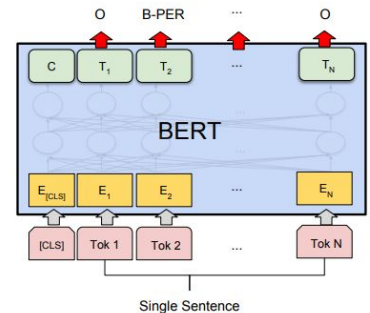 O B-PER ... O
C T1 T2 ... TN
...
BERT
...
E[CLS] E1 E2 ... EN
[CLS] Tok 1 Tok 2 ... Tok N
Single Sentence